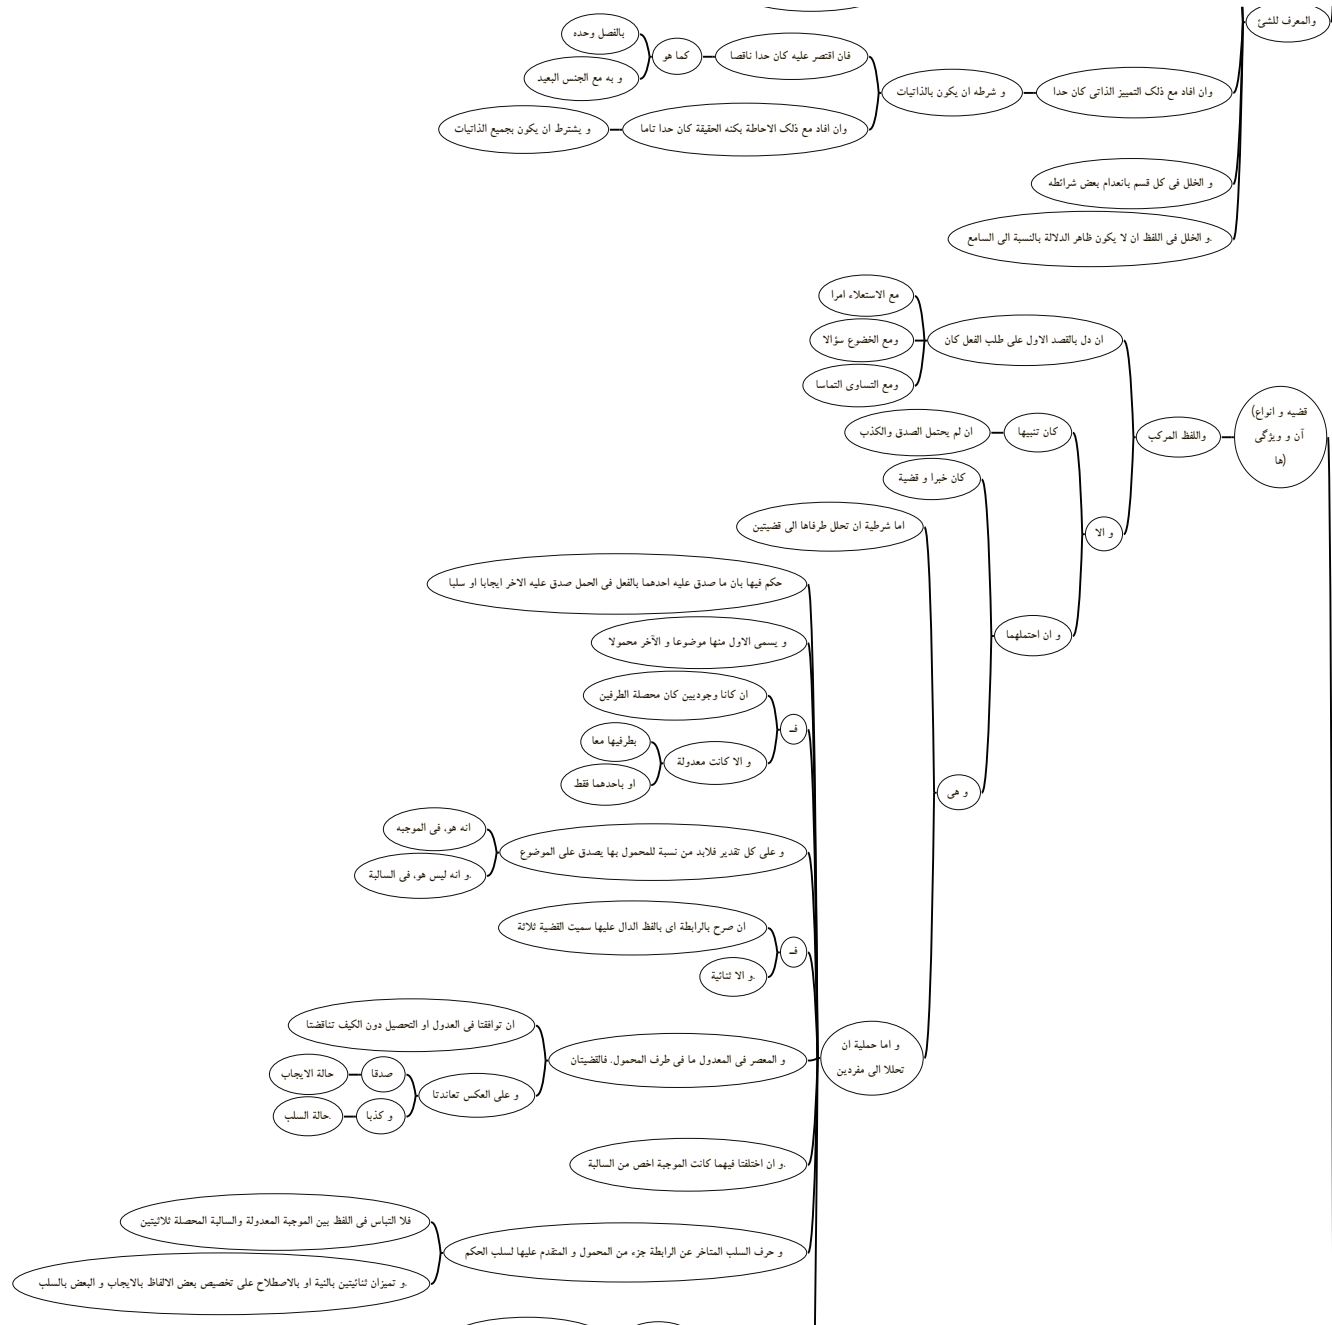 والمعرف للشئ
وان افاد مع ذلک التمییز الذاتی کان حدا
و شرطه ان یکون بالذاتیات
فان اقتصر علیه کان حدا ناقصا
کما هو
بالفصل وحده
و به مع الجنس البعید
وان افاد مع ذلک الاحاطة بکنه الحقیقة کان حدا تاما
و یشترط ان یکون بجمیع الذاتیات
و الخلل فی کل قسم بانعدام بعض شرائطه
و الخلل فی اللفظ ان لا یکون ظاهر الدلالة بالنسبة الی السامع.
قضیه و انواع)
آن و ویژگی
(ها
واللفظ المرکب
ان دل بالقصد الاول علی طلب الفعل کان
مع الاستعلاء امرا
ومع الخضوع سؤالا
ومع التساوی التماسا
و الا
کان تنبیها
ان لم یحتمل الصدق والکذب
و ان احتملهما
کان خبرا و قضیة
و هی
اما شرطیة ان تحلل طرفاها الی قضیتین
و اما حملیة ان
تحللا الی مفردین
حکم فیها بان ما صدق علیه احدهما بالفعل فی الحمل صدق علیه الاخر ایجابا او سلبا
و یسمی الاول منها موضوعا و الآخر محمولا
فـ
ان کانا وجودیین کان محصلة الطرفین
و الا کانت معدولة
بطرفیها معا
او باحدهما فقط
و علی کل تقدیر فلابد من نسبة للمحمول بها یصدق علی الموضوع
انه هو، فی الموجبه
و انه لیس هو، فی السالبة.
فـ
ان صرح بالرابطة ای بالفظ الدال علیها سمیت القضیة ثلاثة
و الا ثنائیة.
و المعصر فی المعدول ما فی طرف المحمول. فالقضیتان
ان توافقتا فی العدول او التحصیل دون الکیف تناقضتا
و علی العکس تعاندتا
صدقا
حالة الایجاب
و کذبا
حالة السلب.
و ان اختلفتا فیهما کانت الموجبة اخص من السالبة.
و حرف السلب المتاخر عن الرابطة جزء من المحمول و المتقدم علیها لسلب الحکم
فلا التباس فی اللفظ بین الموجبة المعدولة والسالبة المحصلة ثلاثیتین
و تمیزان ثنائیتین بالنیة او بالاصطلاح علی تخصیص بعض الالفاظ بالایجاب و البعض بالسلب.